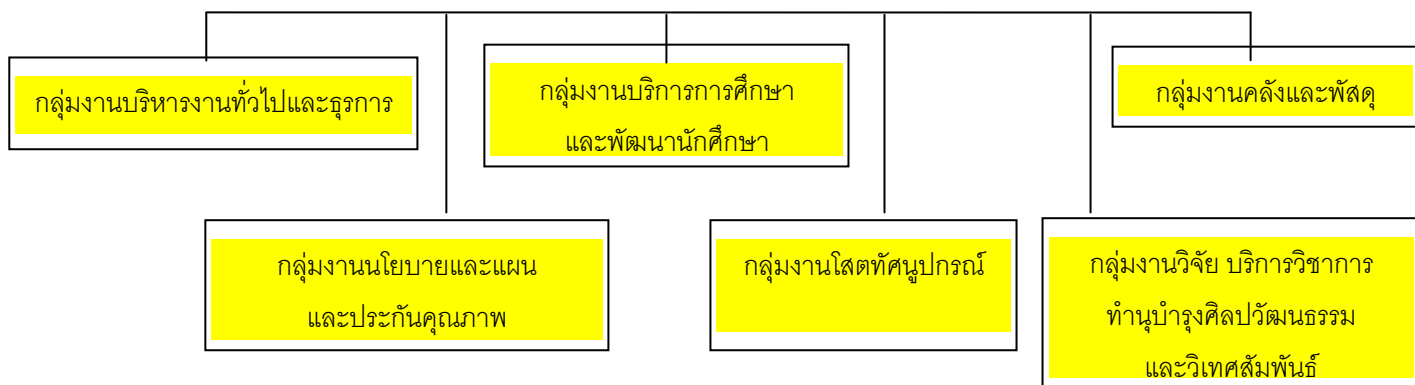 กลุ่มงานบริหารงานทั่วไปและธุรการ
กลุ่มงานบริการการศึกษา
และพัฒนานักศึกษา
กลุ่มงานคลังและพัสดุ
กลุ่มงานนโยบายและแผน
และประกันคุณภาพ
กลุ่มงานโสตทัศนูปกรณ์
กลุ่มงานวิจัย บริการวิชาการ
ทำนุบำรุงศิลปวัฒนธรรม
และวิเทศสัมพันธ์